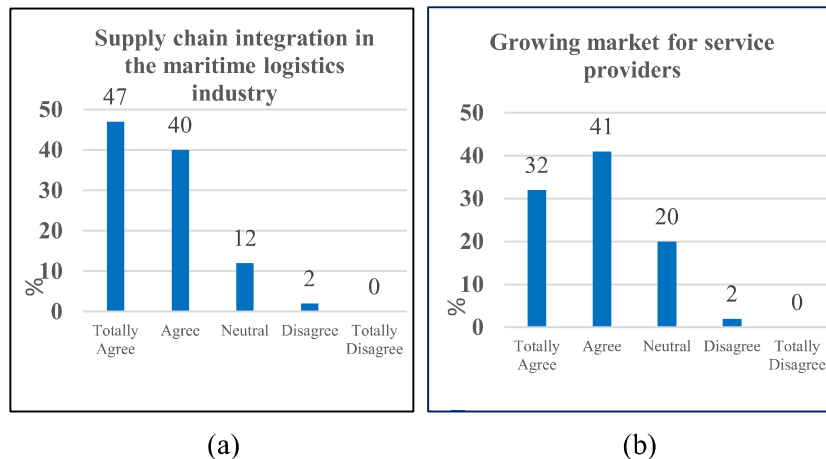 Supply chain integration in
the maritime logistics
industry
47
50
40
40
30
20
12
10
2
0
0
%
Totally Agree
Agree
Neutral
Disagree
Totally Disagree
(a)
Growing market for service
providers
50
41
40
32
30
20
20
10
2
0
0
%
Totally Agree
Agree
Neutral
Disagree
Totally Disagree
(b)